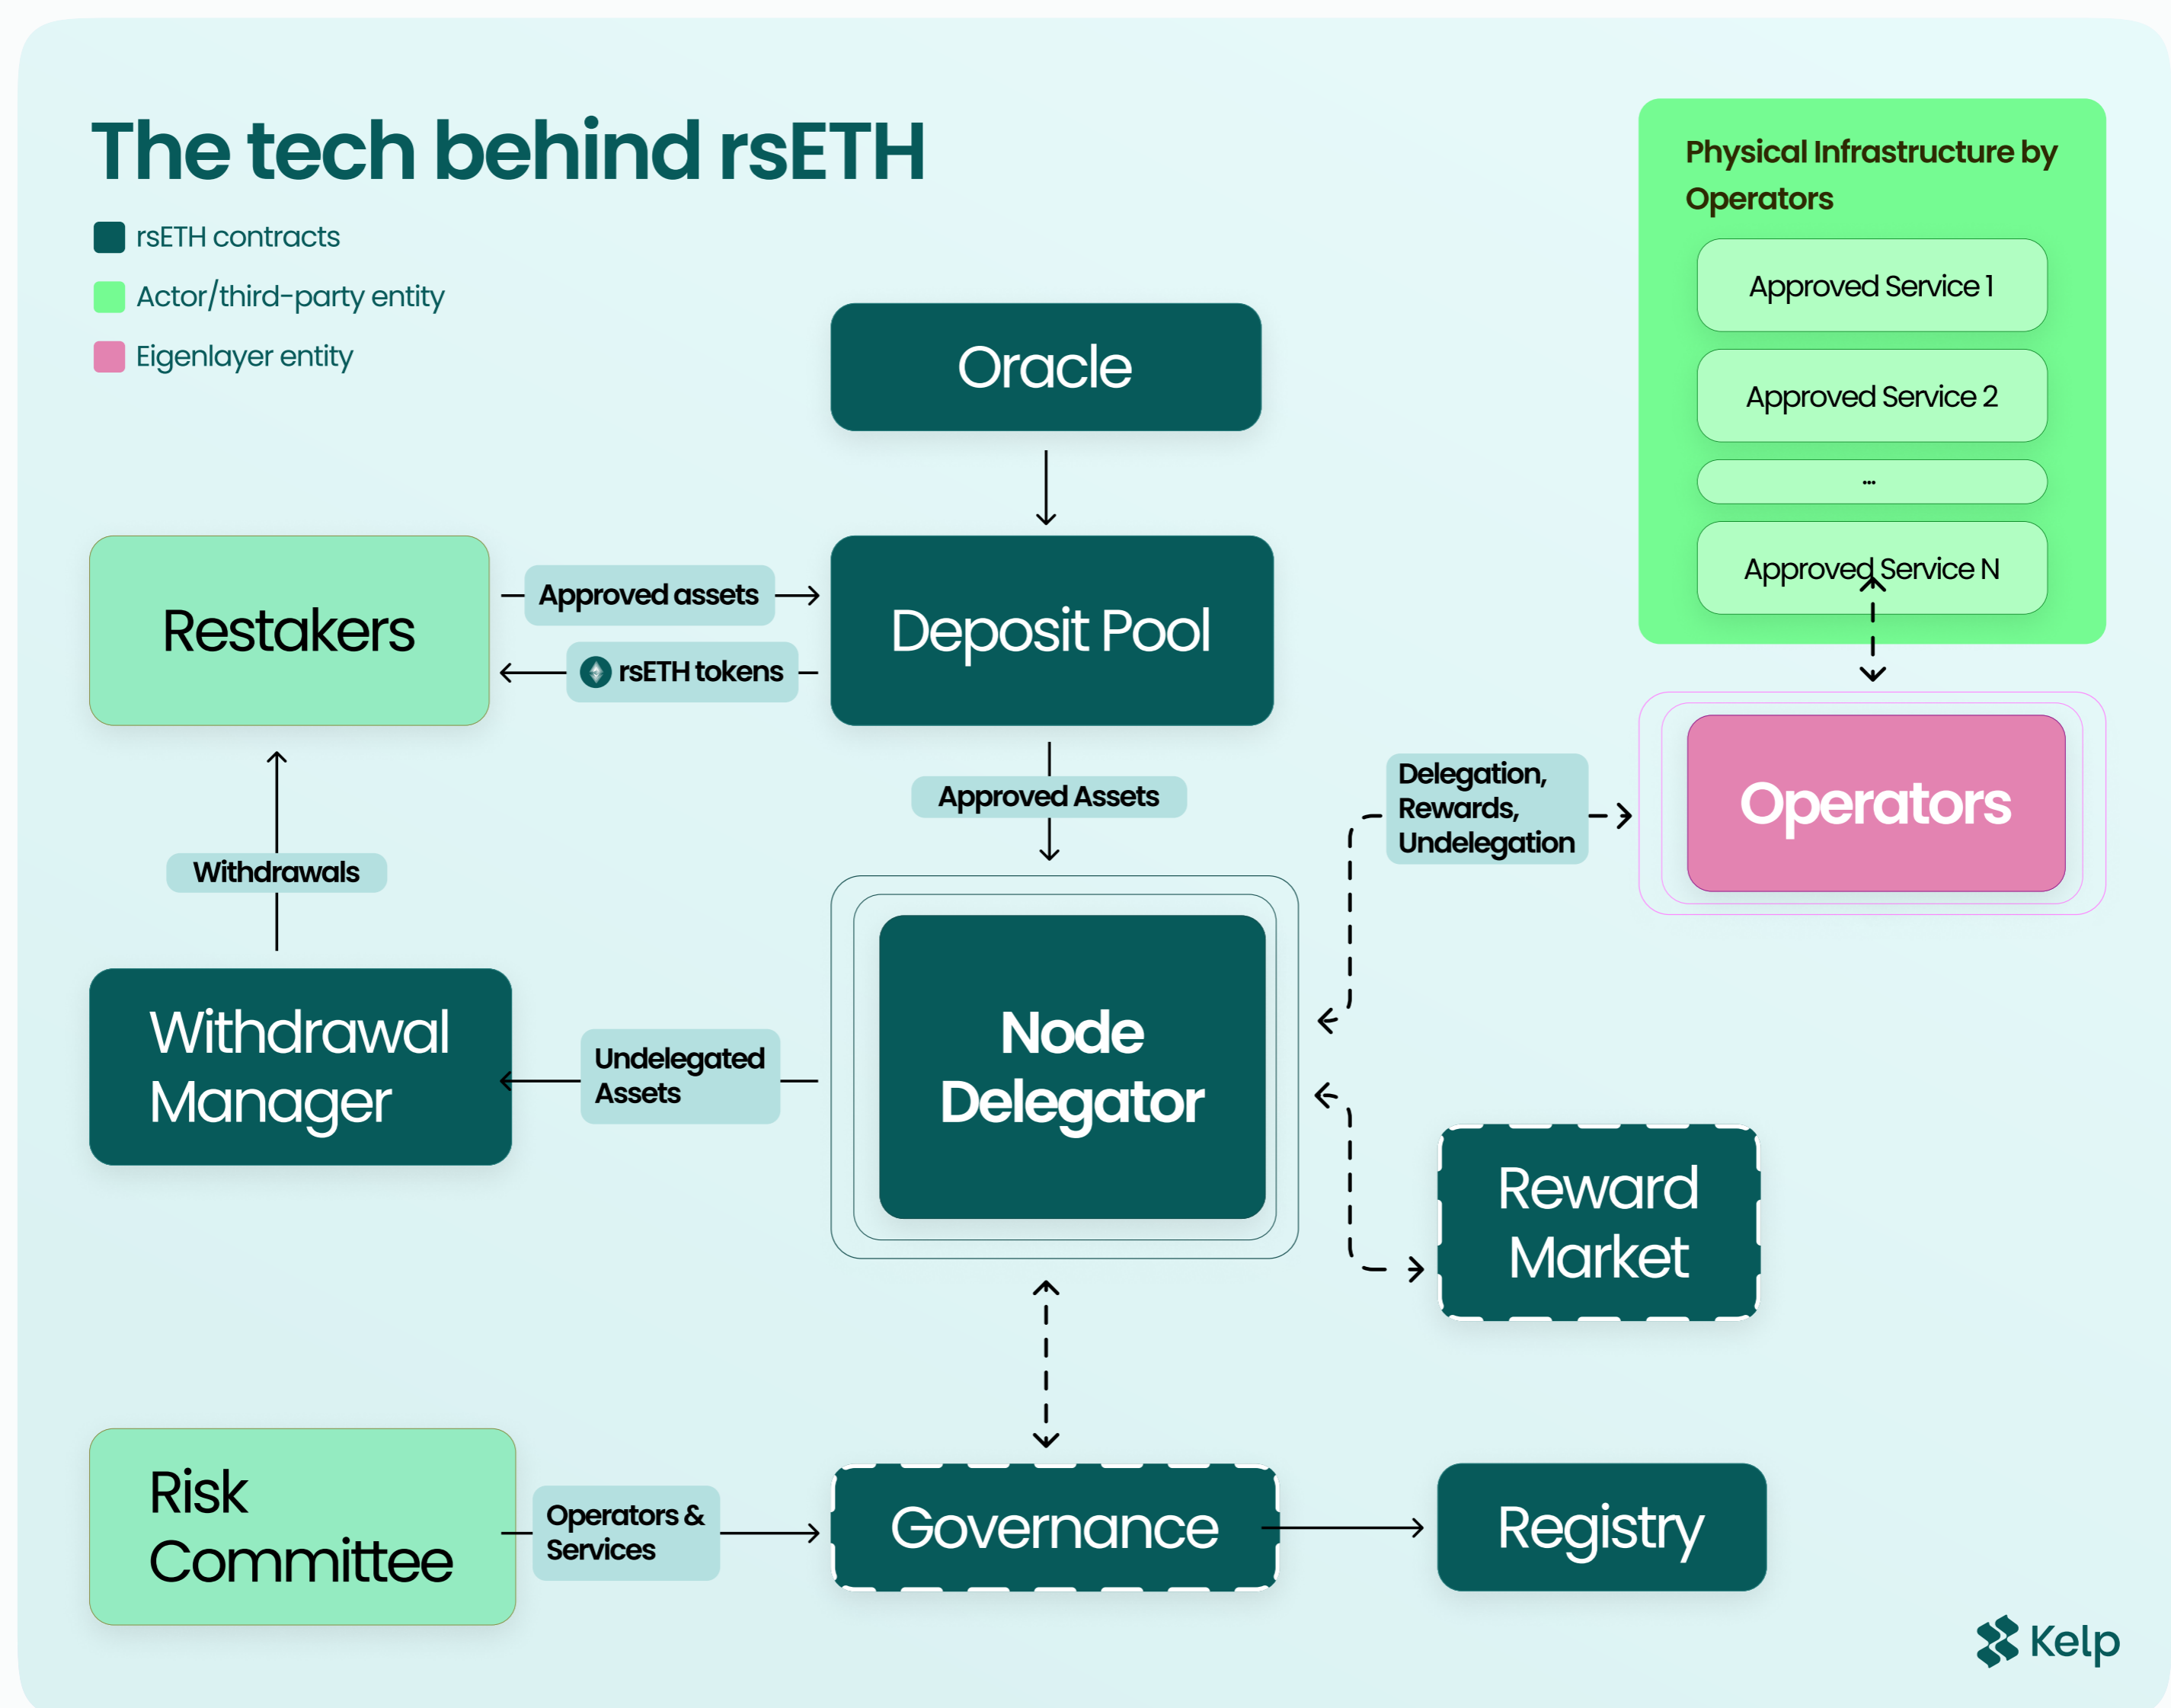 The tech behind rsETH
rsETH contracts
Actor/third-party entity
Eigenlayer entity
Physical Infrastructure by
Operators
Approved Service 1
Approved Service 2
...
Approved Service N
Oracle
Restakers
Approved assets
rsETH tokens
Deposit Pool
Approved Assets
Delegation,
Rewards,
Undelegation
Operators
Withdrawals
Withdrawal
Manager
Undelegated
Assets
Node
Delegator
Reward
Market
Risk
Committee
Operators &
Services
Governance
Registry
Kelp